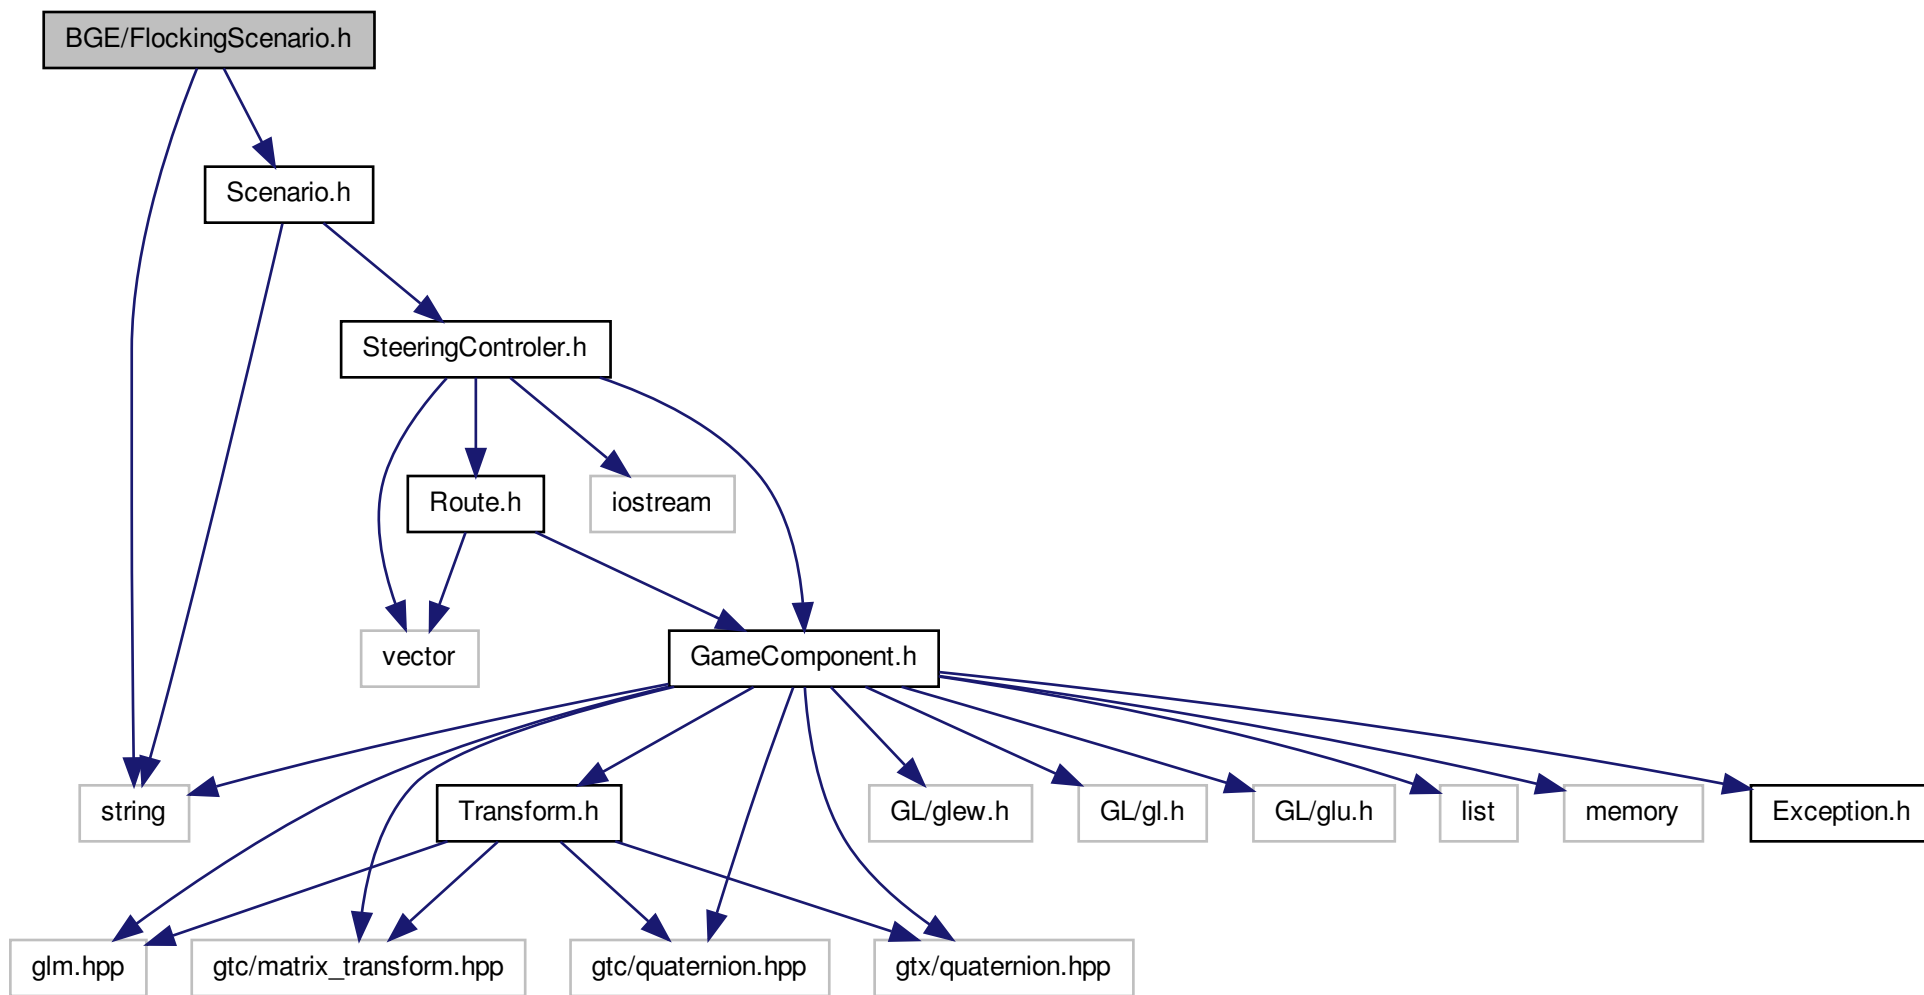 BGE/FlockingScenario.h
Scenario.h
SteeringControler.h
Route.h
iostream
vector
GameComponent.h
string
Transform.h
GL/glew.h
GL/gl.h
GL/glu.h
list
memory
Exception.h
glm.hpp
gtc/matrix_transform.hpp
gtc/quaternion.hpp
gtx/quaternion.hpp